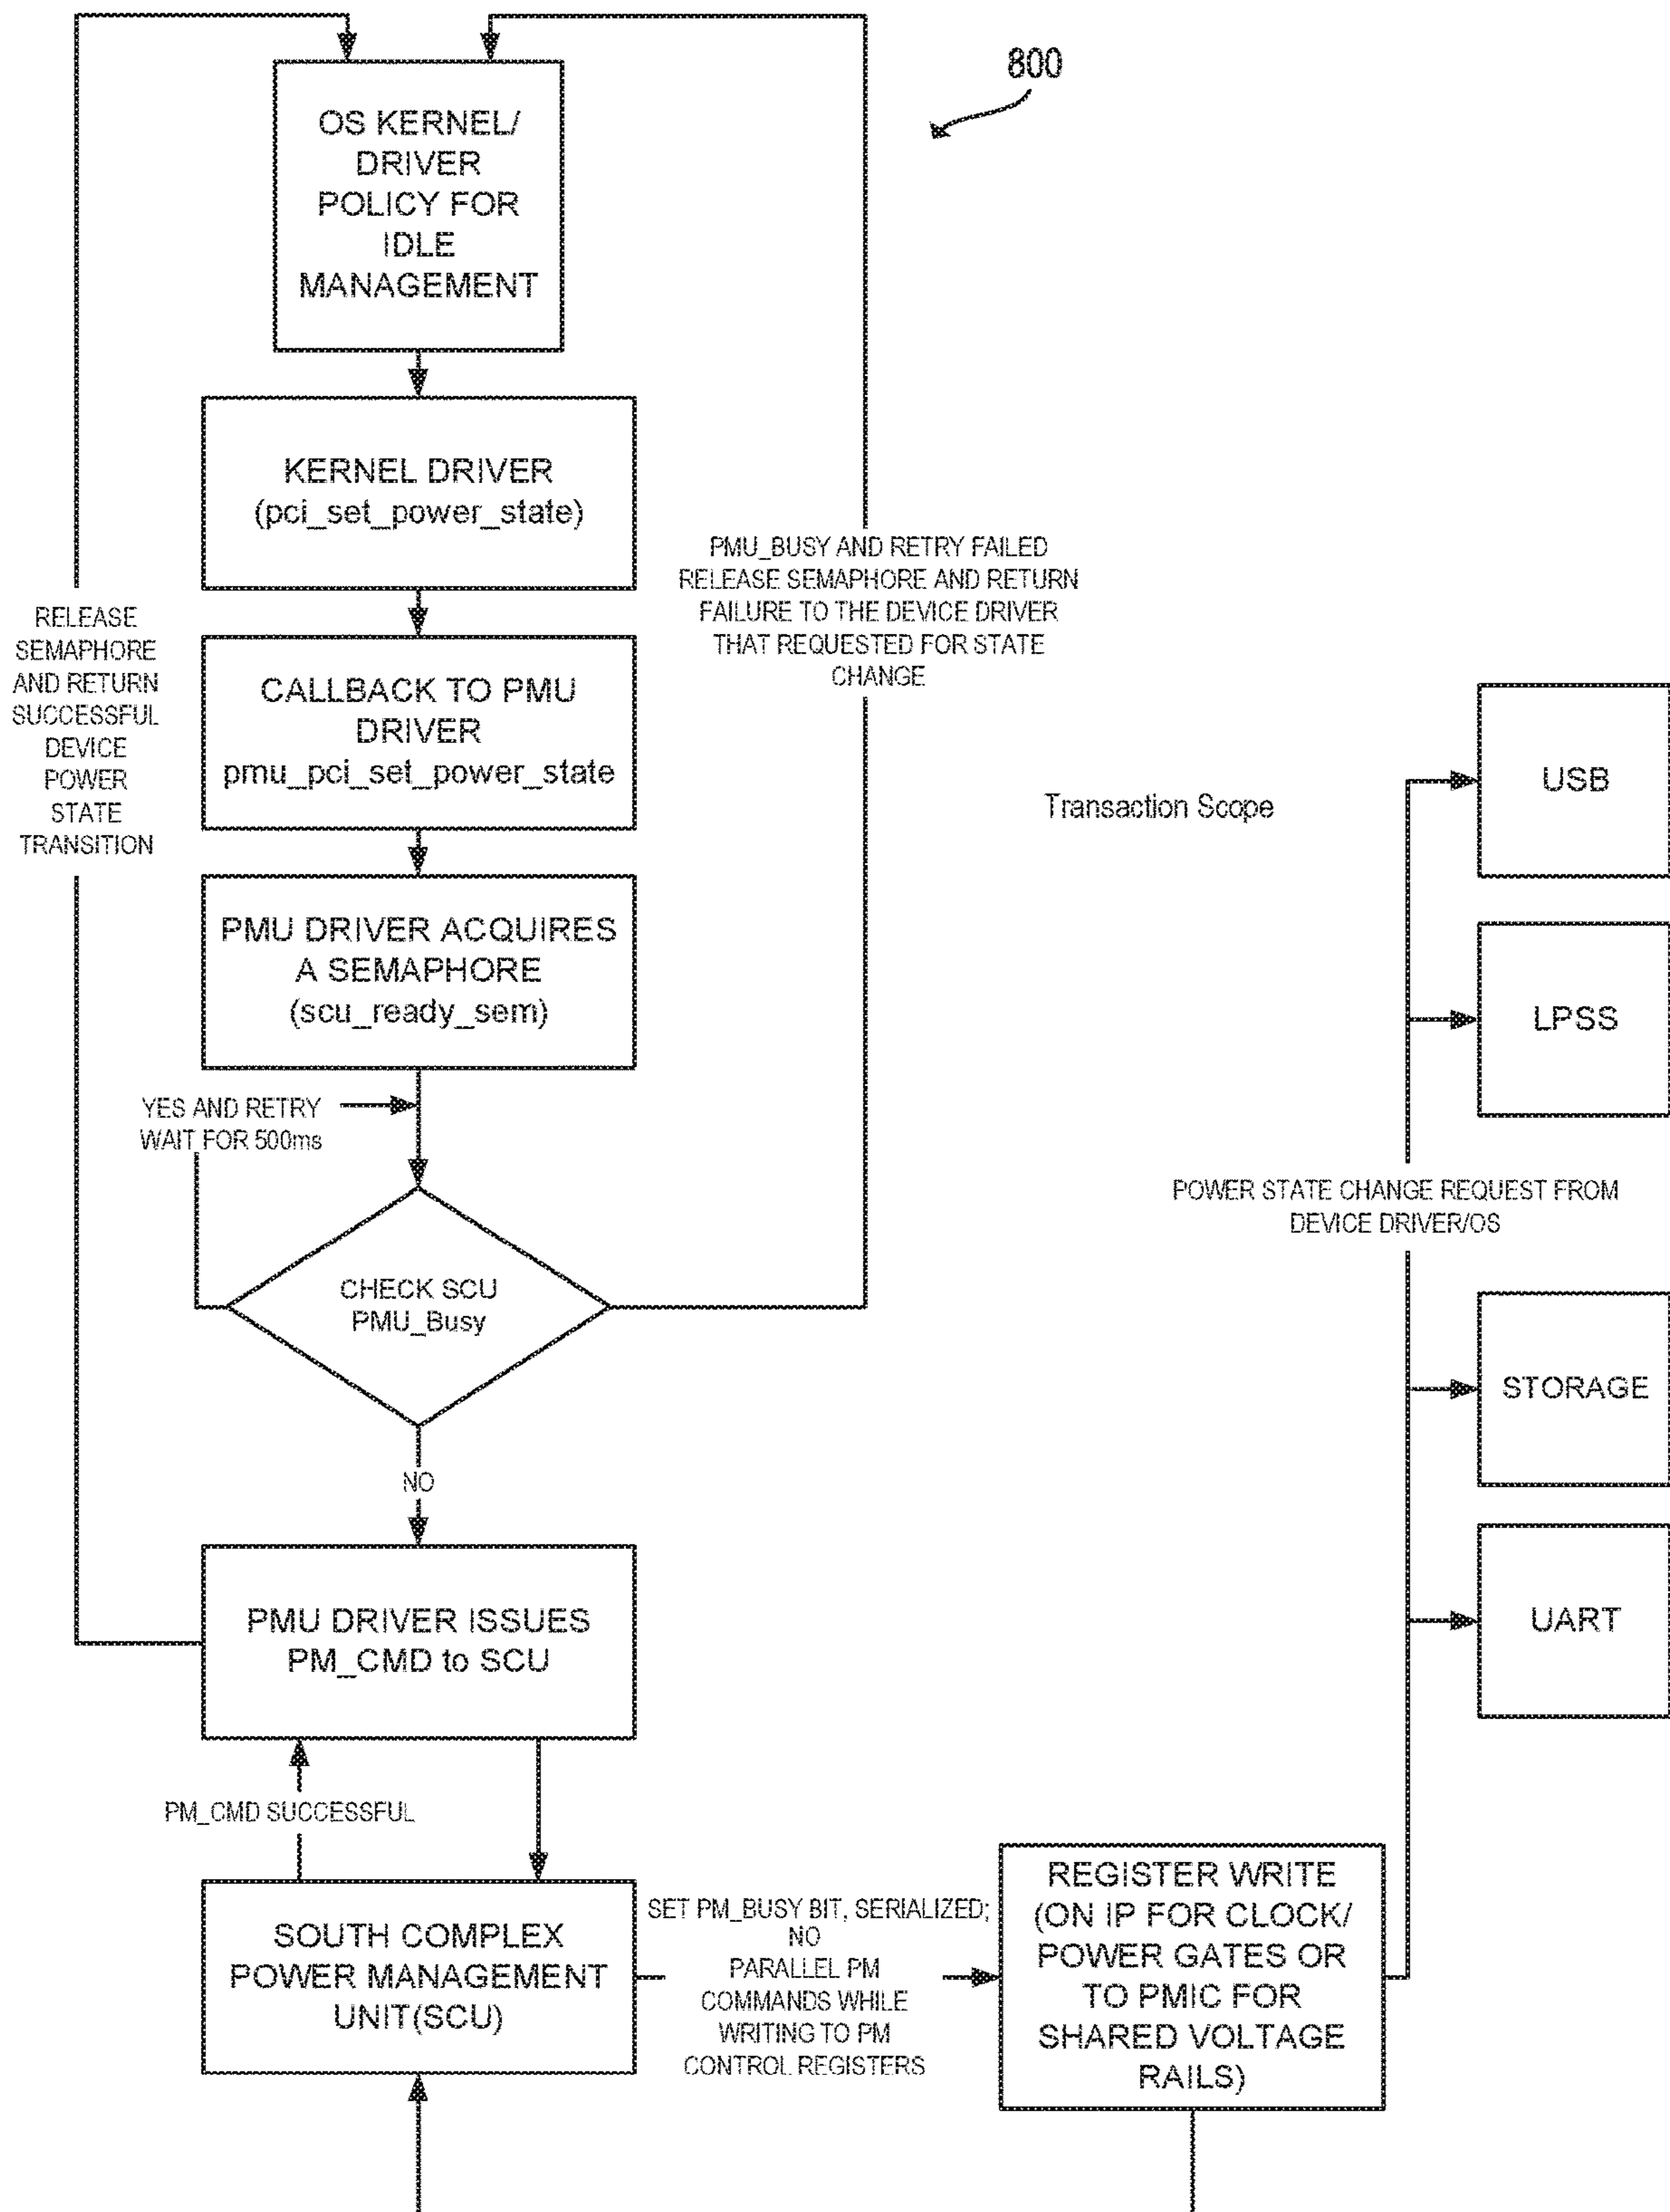 800
OS KERNEL/
DRIVER
POLICY FOR
IDLE
MANAGEMENT
KERNEL DRIVER
(pci_set_power_state)
PMU_BUSY AND RETRY FAILED
RELEASE SEMAPHORE AND RETURN
FAILURE TO THE DEVICE DRIVER
THAT REQUESTED FOR STATE
CHANGE
RELEASE
SEMAPHORE
AND RETURN
SUCCESSFUL
DEVICE
POWER
STATE
TRANSITION
CALLBACK TO PMU
DRIVER
pmu_pci_set_power_state
Transaction Scope
USB
PMU DRIVER ACQUIRES
A SEMAPHORE
(scu_ready_sem)
LPSS
YES AND RETRY
WAIT FOR 500ms
POWER STATE CHANGE REQUEST FROM
DEVICE DRIVER/OS
CHECK SCU
PMU_Busy
STORAGE
NO
PMU DRIVER ISSUES
PM_CMD to SCU
UART
PM_CMD SUCCESSFUL
SOUTH COMPLEX
POWER MANAGEMENT
UNIT(SCU)
SET PM_BUSY BIT, SERIALIZED;
NO
PARALLEL PM
COMMANDS WHILE
WRITING TO PM
CONTROL REGISTERS
REGISTER WRITE
(ON IP FOR CLOCK/
POWER GATES OR
TO PMIC FOR
SHARED VOLTAGE
RAILS)